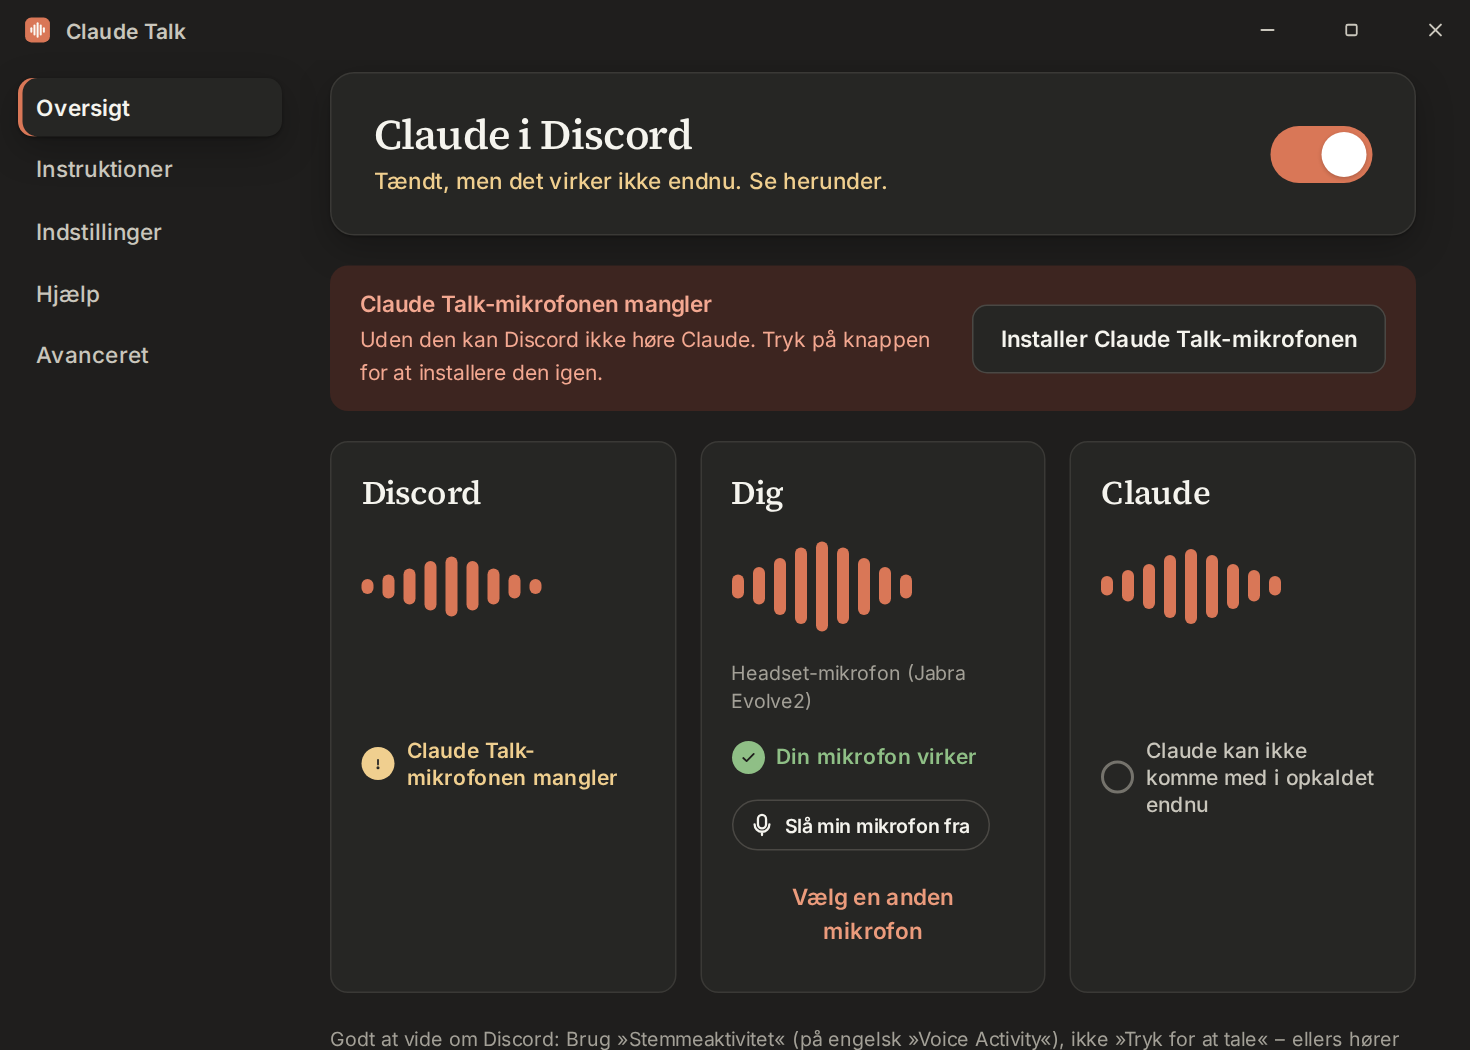 Claude Talk
Oversigt
Instruktioner
Indstillinger
Hjælp
Avanceret
Claude i Discord
Tændt, men det virker ikke endnu. Se herunder.
Claude Talk-mikrofonen mangler
Uden den kan Discord ikke høre Claude. Tryk på knappen
for at installere den igen.
Installer Claude Talk-mikrofonen
Discord
Claude Talk-
mikrofonen mangler
Dig
Headset-mikrofon (Jabra
Evolve2)
Din mikrofon virker
Slå min mikrofon fra
Vælg en anden
mikrofon
Claude
Claude kan ikke
komme med i opkaldet
endnu
Godt at vide om Discord: Brug »Stemmeaktivitet« (på engelsk »Voice Activity«), ikke »Tryk for at tale« – ellers hører